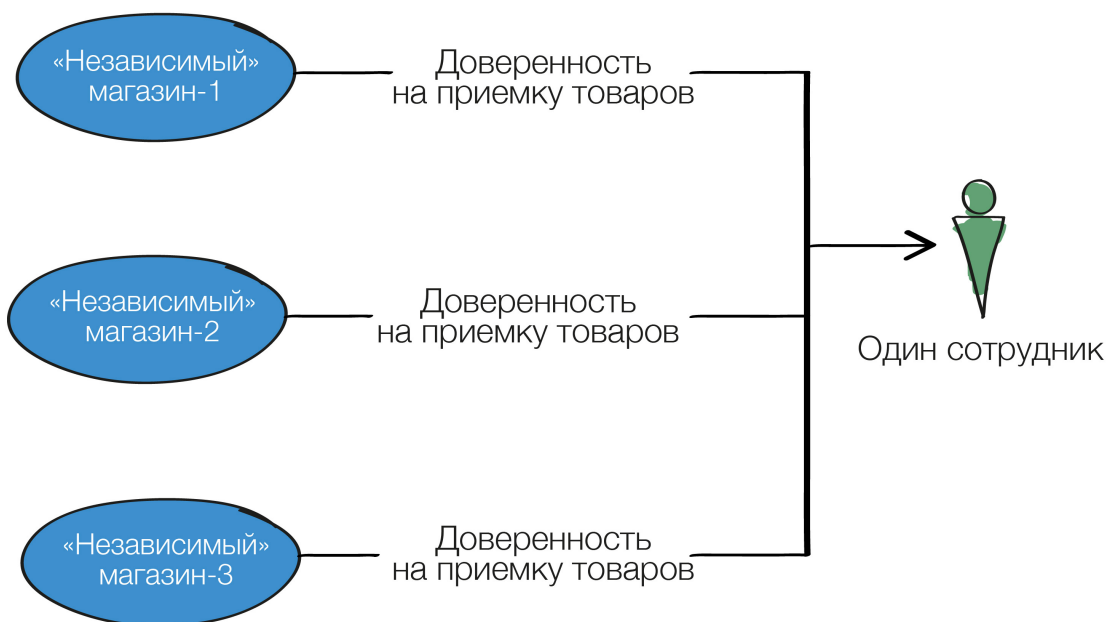 «Независимый»
магазин-1
Доверенность
на приемку товаров
«Независимый»
магазин-2
Доверенность
на приемку товаров
Один сотрудник
«Независимый»
магазин-3
Доверенность
на приемку товаров